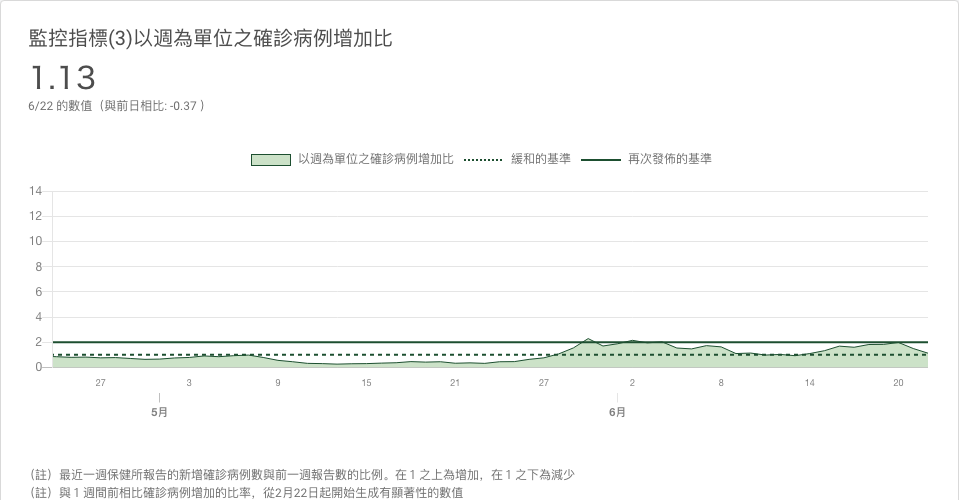 監控指標(3)以週為單位之確診病例增加比
1.13
6/22 的數值（與前日相比: -0.37 ）
以週為單位之確診病例增加比 緩和的基準 再次發佈的基準
14
12
10
8
6
4
2
0
27 3 9 15 21 27 2 8 14 20
5月 6月
（註）最近一週保健所報告的新增確診病例數與前一週報告數的比例。在１之上為增加，在１之下為減少
（註）與１週間前相比確診病例增加的比率，從2月22日起開始生成有顯著性的數值